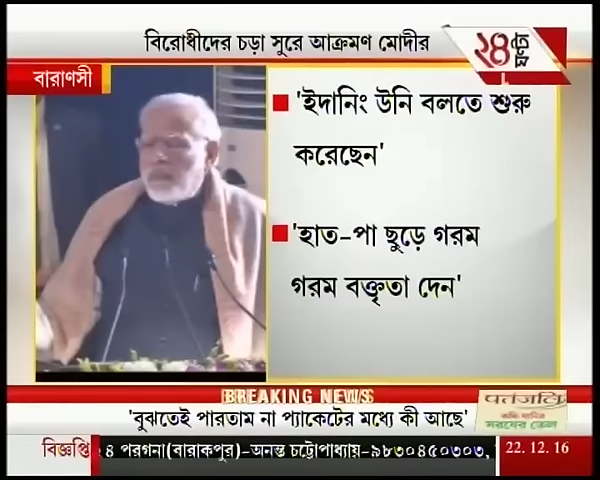 বিরোধীদের চড়া সুরে আক্রমণ মোদীর
২৪ ঘণ্টা
বারাণসী
'ইদানিং উনি বলতে শুরু
করেছেন'
'হাত-পা ছুড়ে গরম
গরম বক্তৃতা দেন'
BREAKING NEWS
'বুঝতেই পারতাম না প্যাকেটের মধ্যে কী আছে'
পতঞ্জলি
সরষের তেল
বিজ্ঞপ্তি
৪ পরগনা(বারাকপুর)-অনন্ত চট্টোপাধ্যায়-৯৮৩০৪৫০৩০৩,
22.12.16